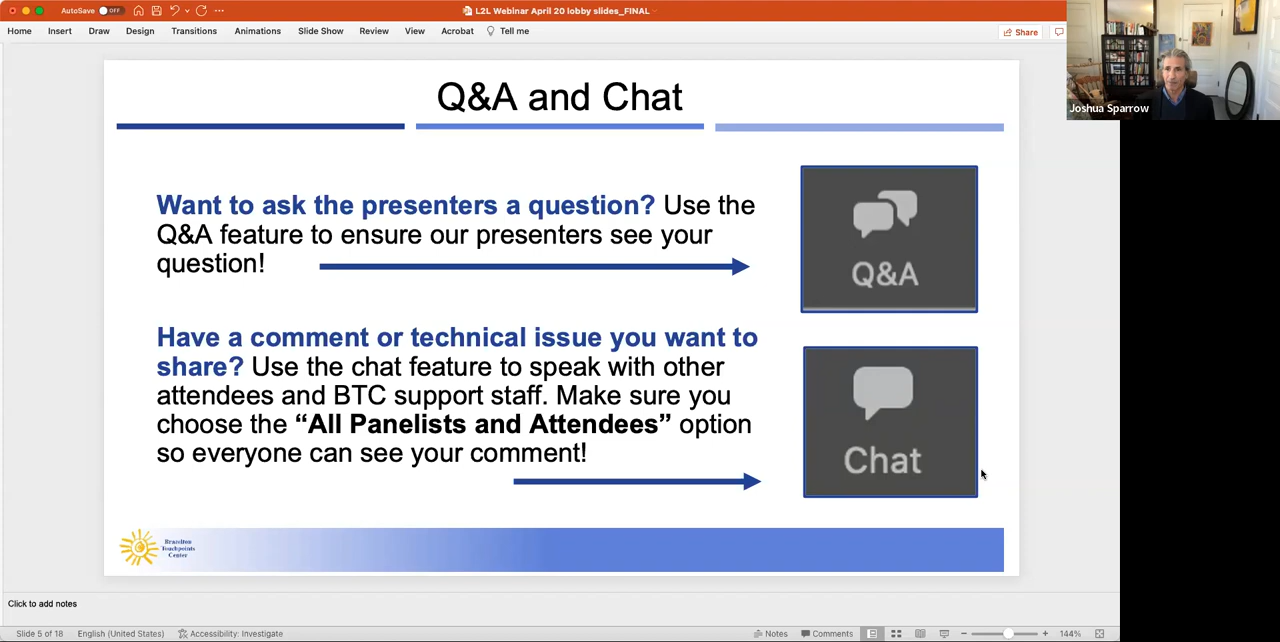 AutoSave OFF
L2L Webinar April 20 lobby slides_FINAL
Home Insert Draw Design Transitions Animations Slide Show Review View Acrobat Tell me
Share
Joshua Sparrow
Q&A and Chat
Want to ask the presenters a question? Use the
Q&A feature to ensure our presenters see your
question!
Q&A
Have a comment or technical issue you want to
share? Use the chat feature to speak with other
attendees and BTC support staff. Make sure you
choose the “All Panelists and Attendees” option
so everyone can see your comment!
Chat
Brazelton
Touchpoints
Center
Click to add notes
Slide 5 of 18 English (United States) Accessibility: Investigate Notes Comments 144%